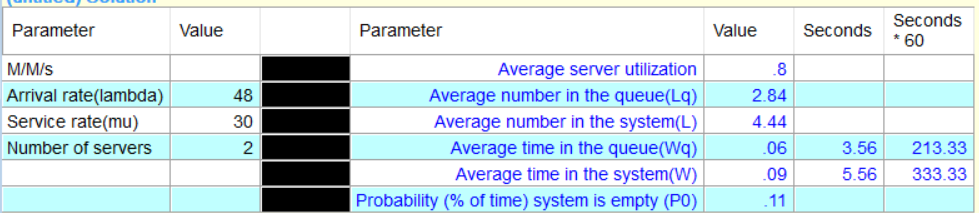 (untitled) Solution
Parameter Value Parameter Value Seconds Seconds * 60
M/M/s Average server utilization .8
Arrival rate(lambda) 48 Average number in the queue(Lq) 2.84
Service rate(mu) 30 Average number in the system(L) 4.44
Number of servers 2 Average time in the queue(Wq) .06 3.56 213.33
Average time in the system(W) .09 5.56 333.33
Probability (% of time) system is empty (P0) .11